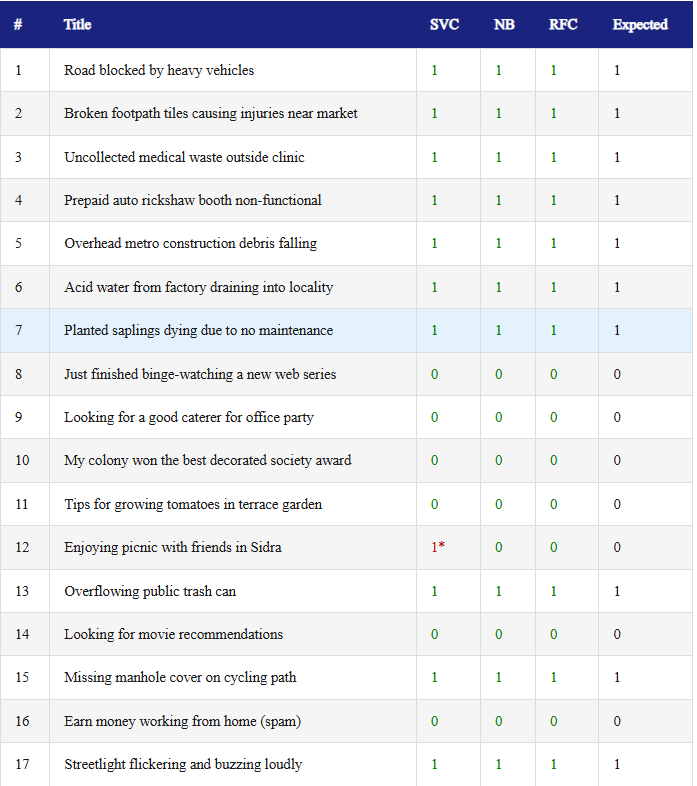 # Title SVC NB RFC Expected
1 Road blocked by heavy vehicles 1 1 1 1
2 Broken footpath tiles causing injuries near market 1 1 1 1
3 Uncollected medical waste outside clinic 1 1 1 1
4 Prepaid auto rickshaw booth non-functional 1 1 1 1
5 Overhead metro construction debris falling 1 1 1 1
6 Acid water from factory draining into locality 1 1 1 1
7 Planted saplings dying due to no maintenance 1 1 1 1
8 Just finished binge-watching a new web series 0 0 0 0
9 Looking for a good caterer for office party 0 0 0 0
10 My colony won the best decorated society award 0 0 0 0
11 Tips for growing tomatoes in terrace garden 0 0 0 0
12 Enjoying picnic with friends in Sidra 1* 0 0 0
13 Overflowing public trash can 1 1 1 1
14 Looking for movie recommendations 0 0 0 0
15 Missing manhole cover on cycling path 1 1 1 1
16 Earn money working from home (spam) 0 0 0 0
17 Streetlight flickering and buzzing loudly 1 1 1 1